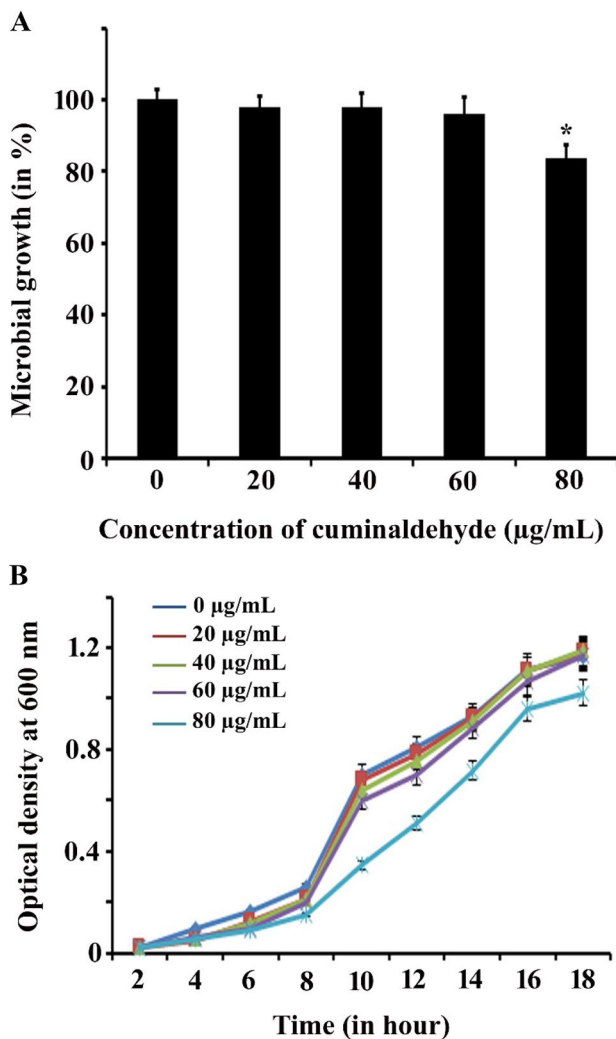 A
Microbial growth (in %)
100
80
60
40
20
0
*
0 20 40 60 80
Concentration of cuminaldehyde (µg/mL)
B
Optical density at 600 nm
1.2
0.8
0.4
0
0 µg/mL
20 µg/mL
40 µg/mL
60 µg/mL
80 µg/mL
2 4 6 8 10 12 14 16 18
Time (in hour)